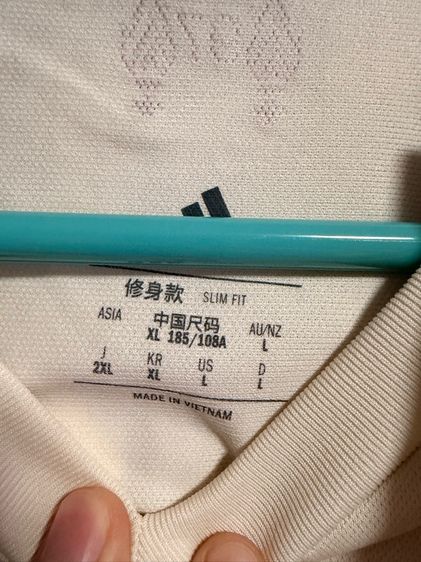 修身款 SLIM FIT
ASIA 中国尺码 AU/NZ
XL 185/108A L
J KR US D
2XL XL L L
MADE IN VIETNAM